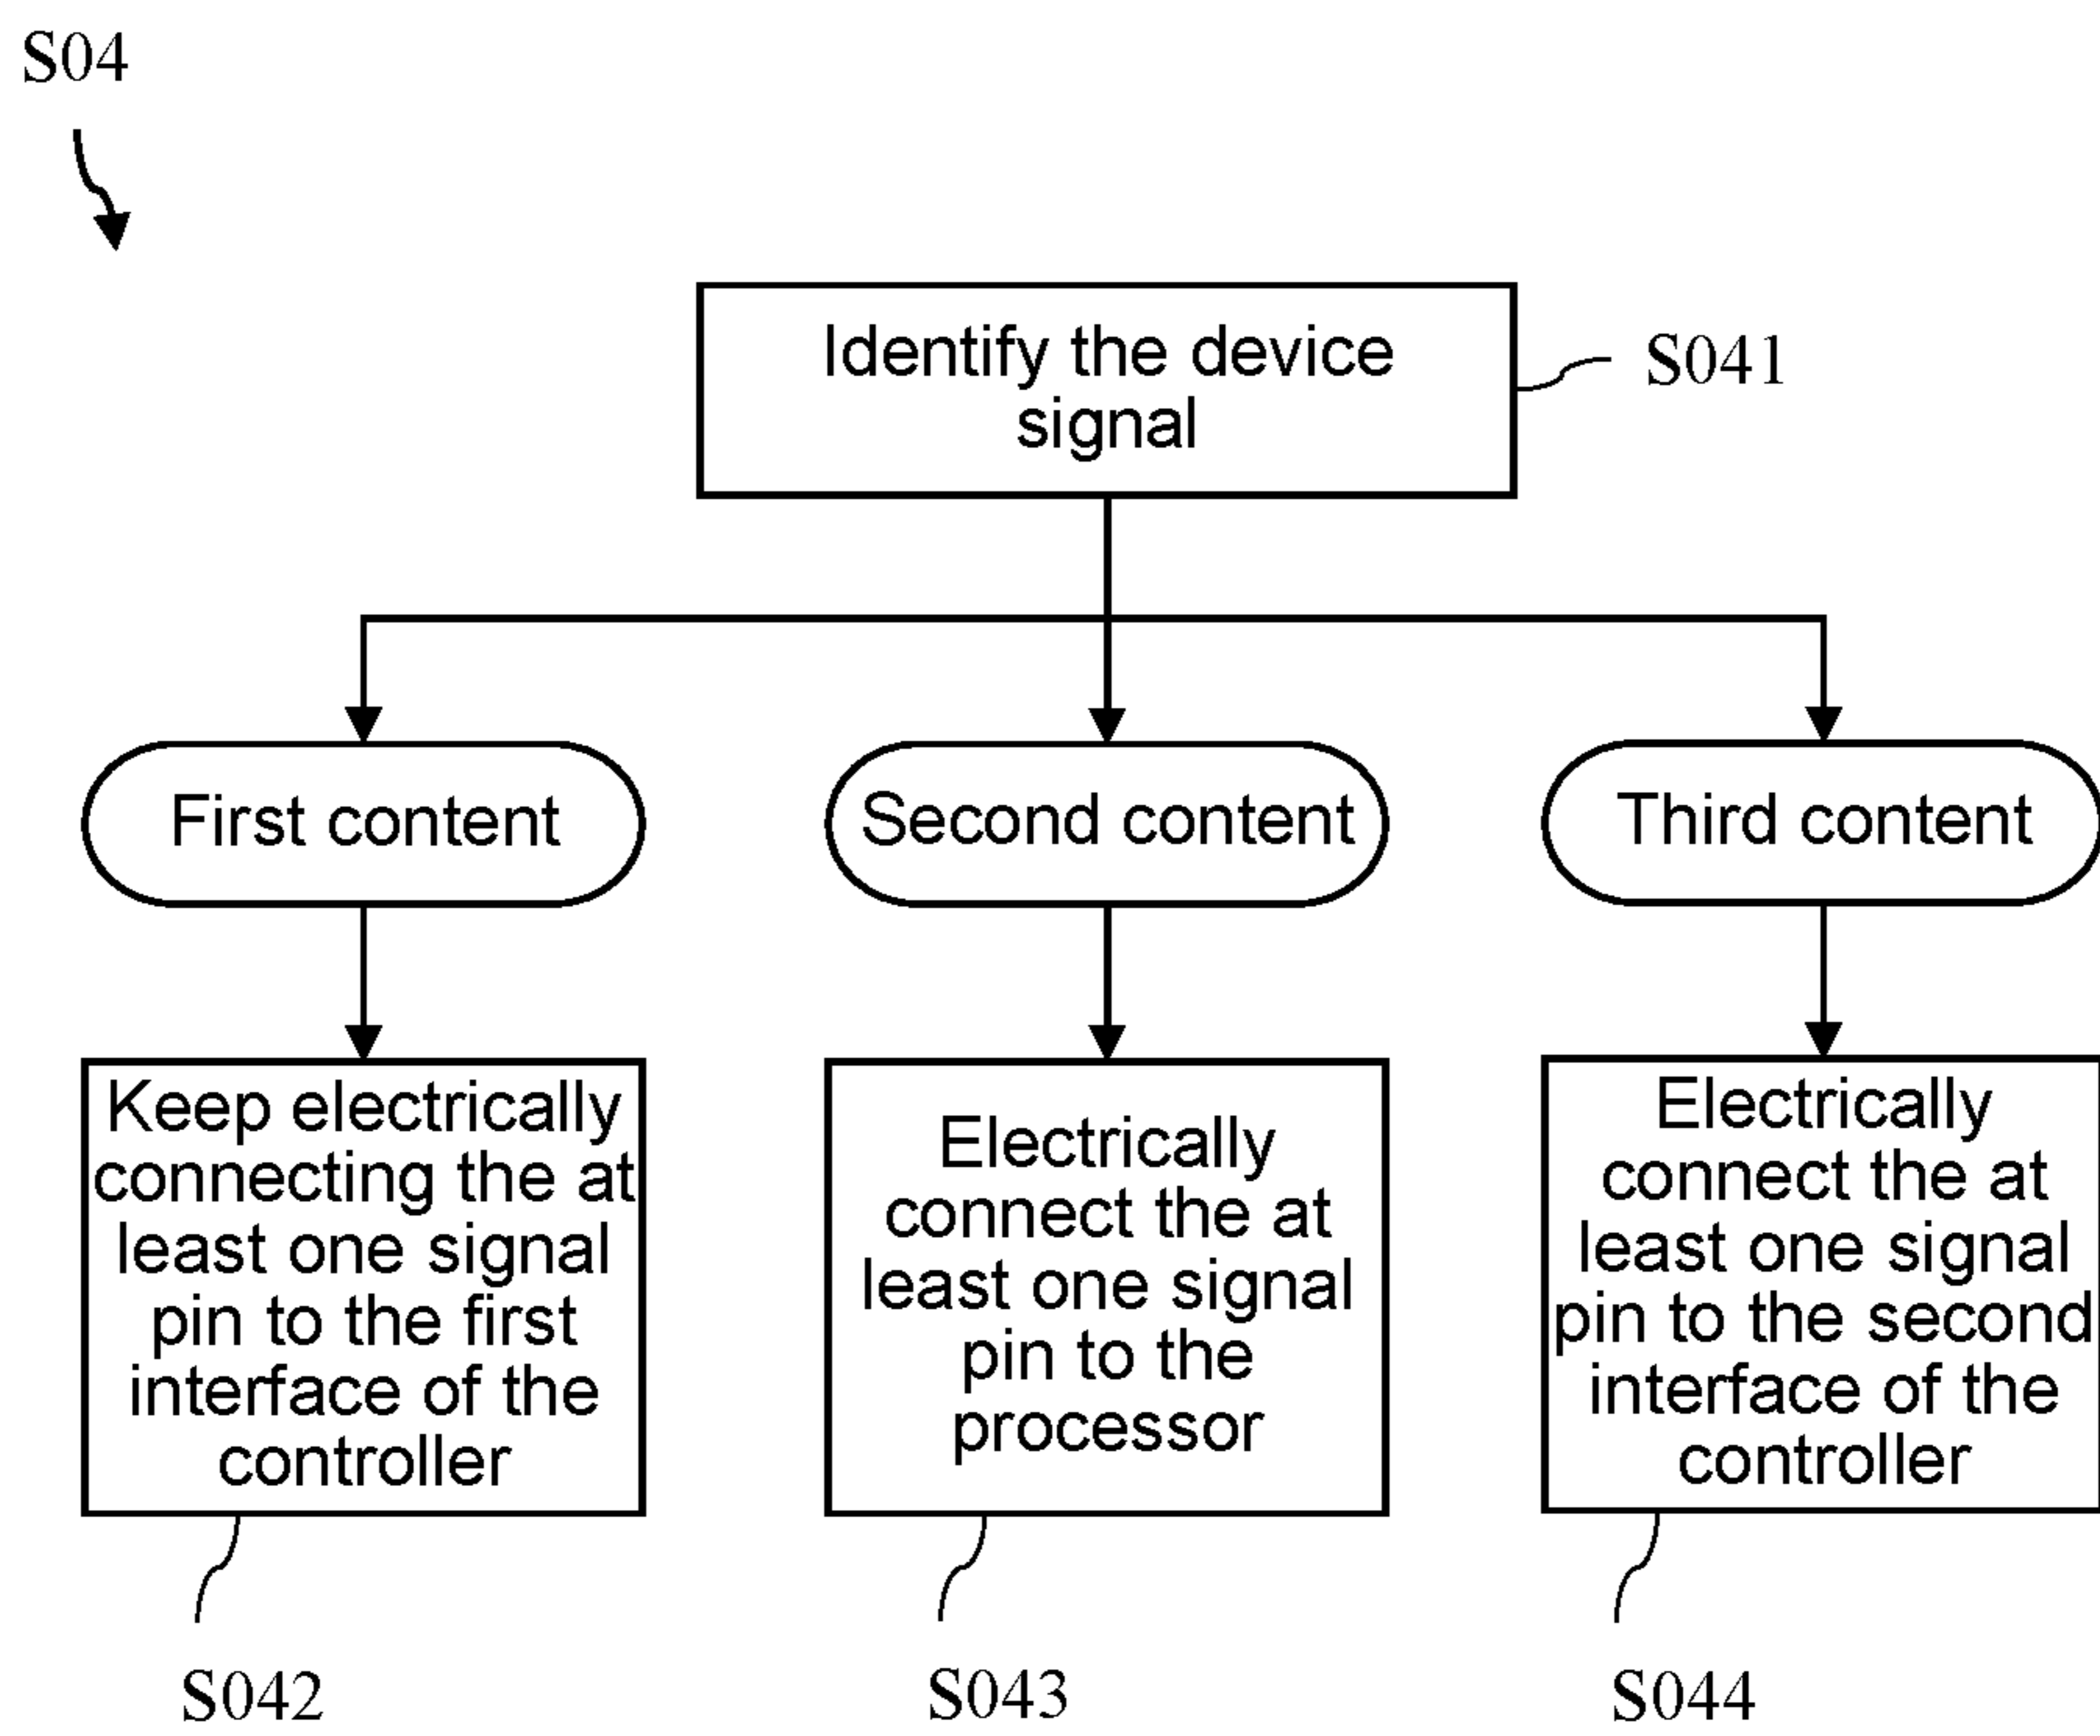 S04
Identify the device
signal
S041
First content
Second content
Third content
Keep electrically
connecting the at
least one signal
pin to the first
interface of the
controller
Electrically
connect the at
least one signal
pin to the
processor
Electrically
connect the at
least one signal
pin to the second
interface of the
controller
S042
S043
S044